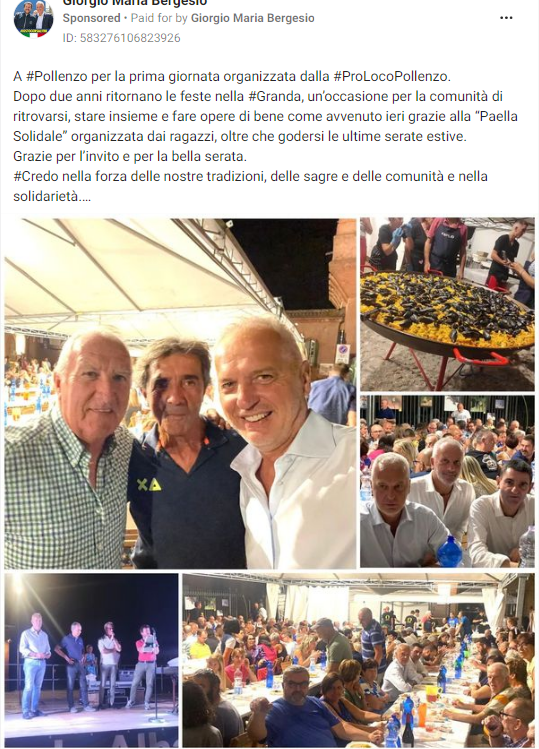 Giorgio Maria Bergesio
Sponsored • Paid for by Giorgio Maria Bergesio
ID: 583276106823926
A #Pollenzo per la prima giornata organizzata dalla #ProLocoPollenzo.
Dopo due anni ritornano le feste nella #Granda, un'occasione per la comunità di
ritrovarsi, stare insieme e fare opere di bene come avvenuto ieri grazie alla "Paella
Solidale" organizzata dai ragazzi, oltre che godersi le ultime serate estive.
Grazie per l'invito e per la bella serata.
#Credo nella forza delle nostre tradizioni, delle sagre e delle comunità e nella
solidarietà....